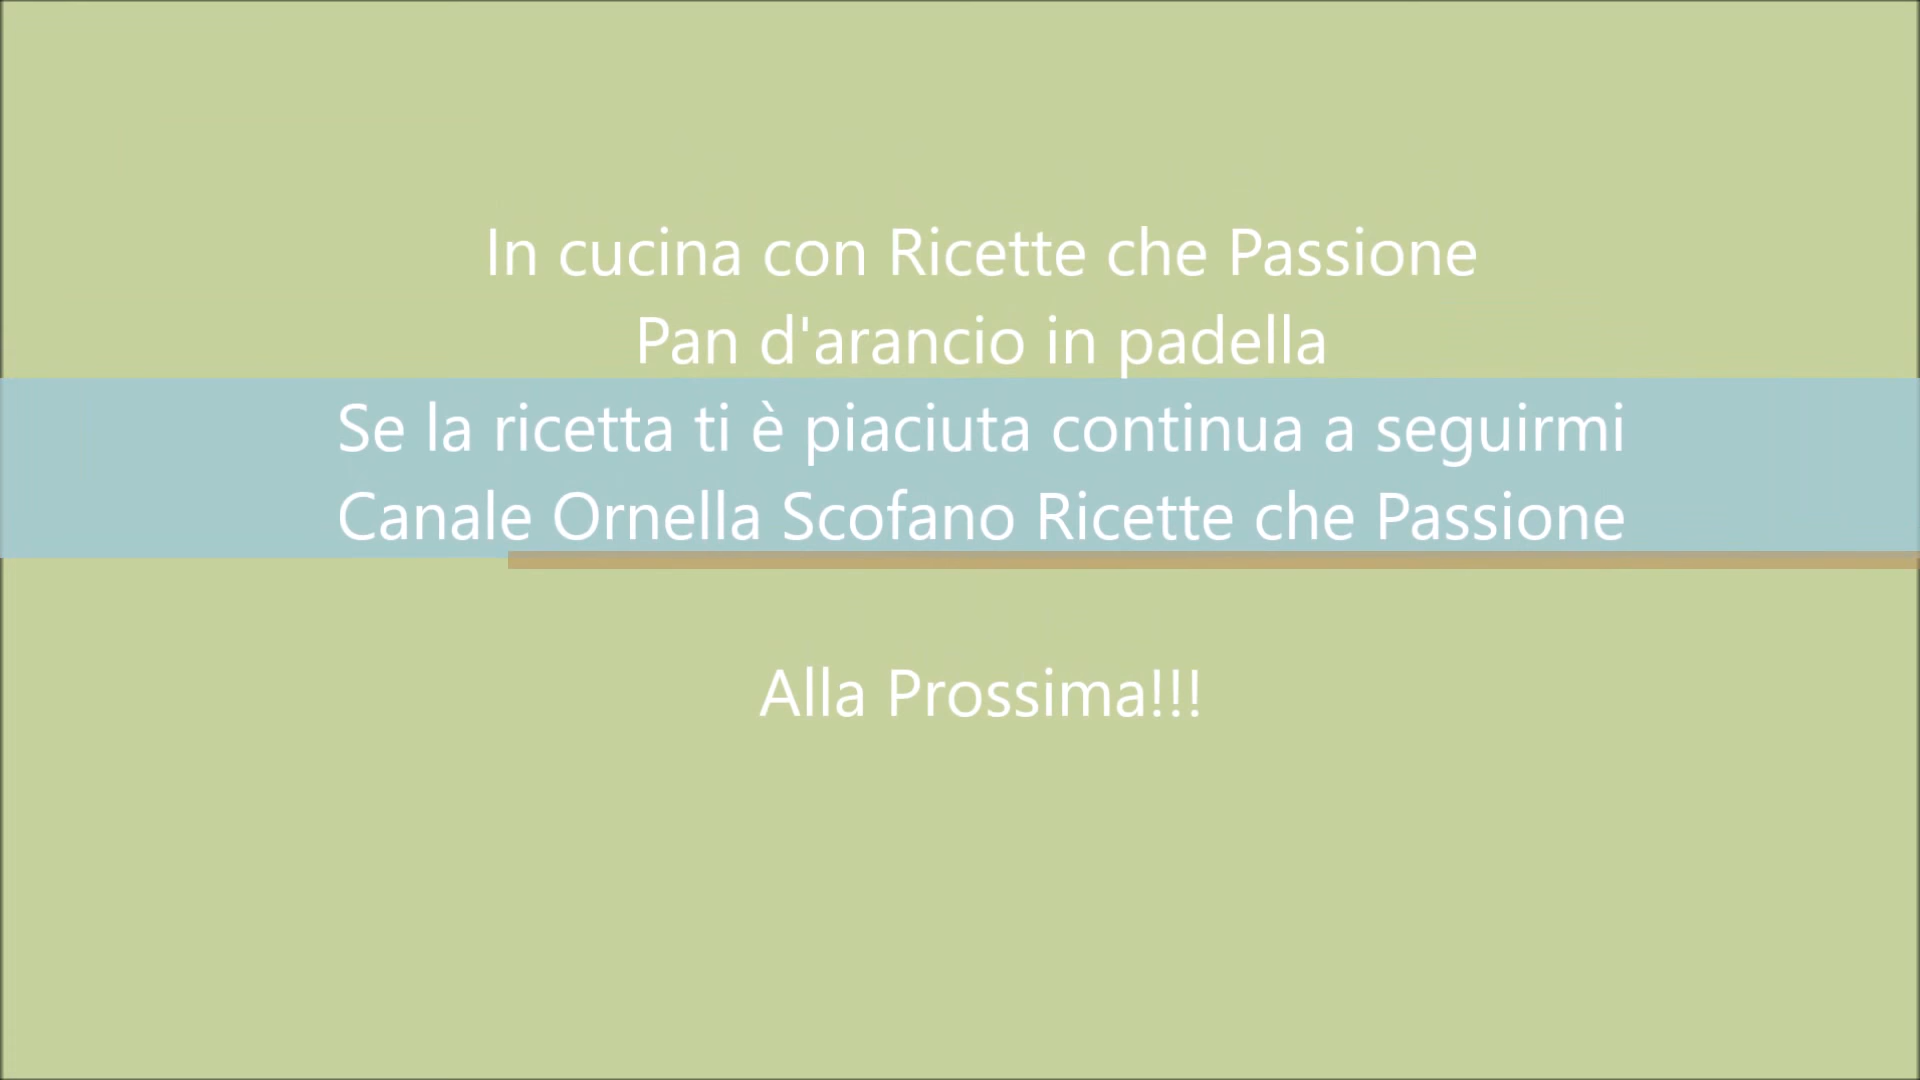 In cucina con Ricette che Passione
Pan d'arancio in padella
Se la ricetta ti è piaciuta continua a seguirmi
Canale Ornella Scofano Ricette che Passione
Alla Prossima!!!